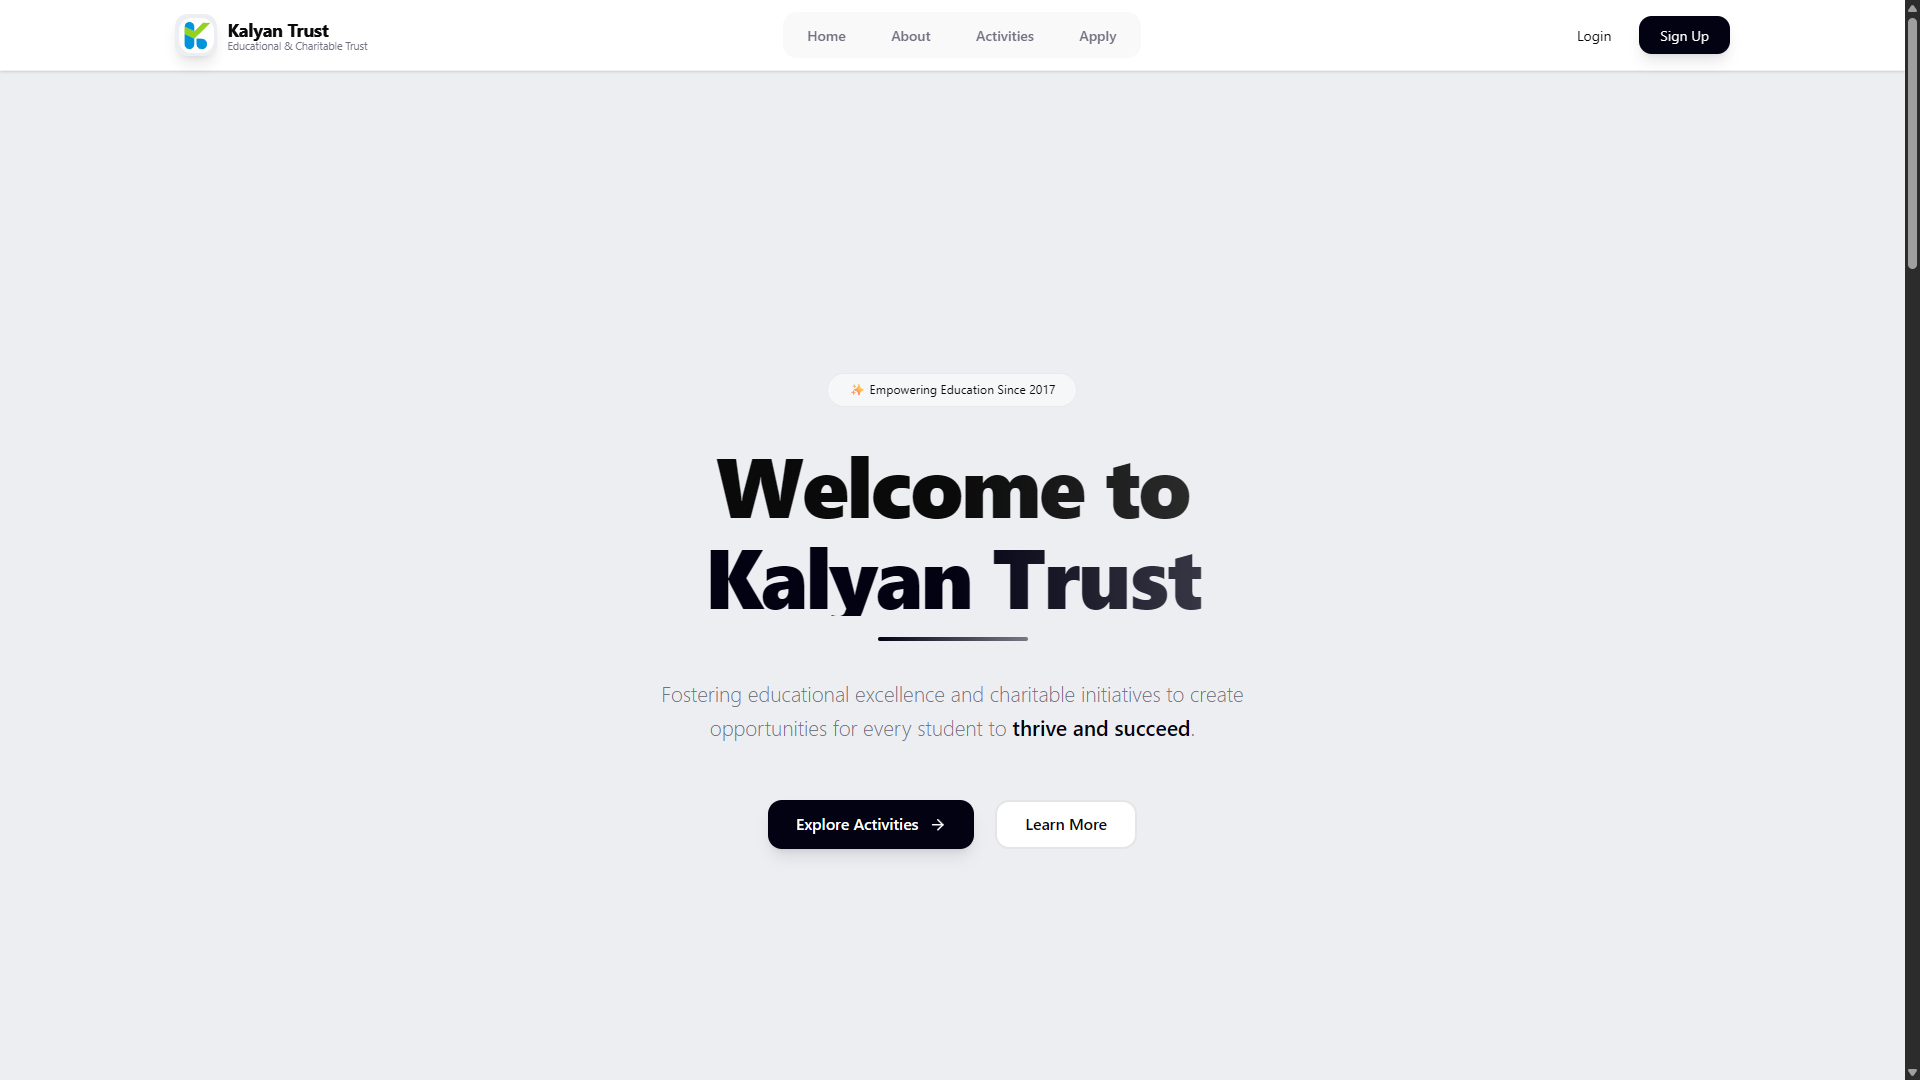 Kalyan Trust
Educational & Charitable Trust
Home
About
Activities
Apply
Login
Sign Up
✨ Empowering Education Since 2017
Welcome to
Kalyan Trust
Fostering educational excellence and charitable initiatives to create
opportunities for every student to thrive and succeed.
Explore Activities →
Learn More